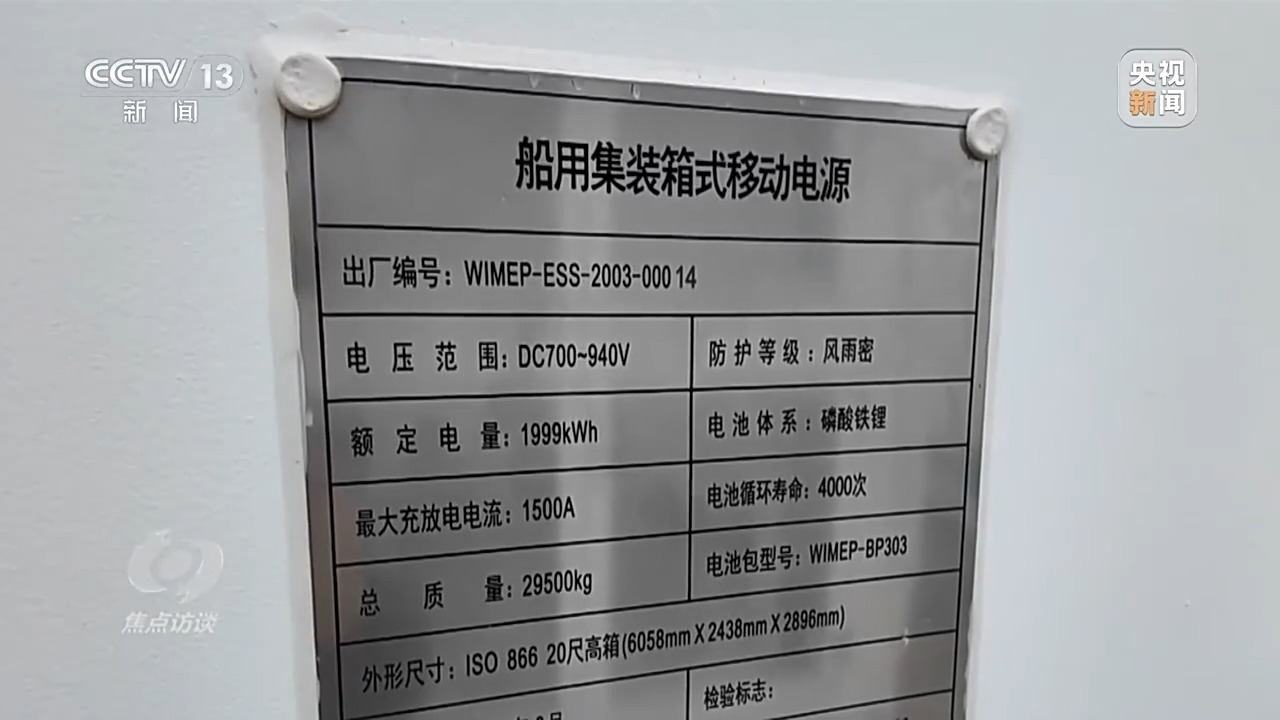 CCTV 13
新闻
央视
新闻
船用集装箱式移动电源
出厂编号：WIMEP-ESS-2003-00014
电压范围：DC700~940V
防护等级：风雨密
额定电量：1999kWh
电池体系：磷酸铁锂
最大充放电电流：1500A
电池循环寿命：4000次
总质量：29500kg
电池包型号：WIMEP-BP303
外形尺寸：ISO 866 20尺高箱(6058mm X 2438mm X 2896mm)
检验标志：
焦点访谈